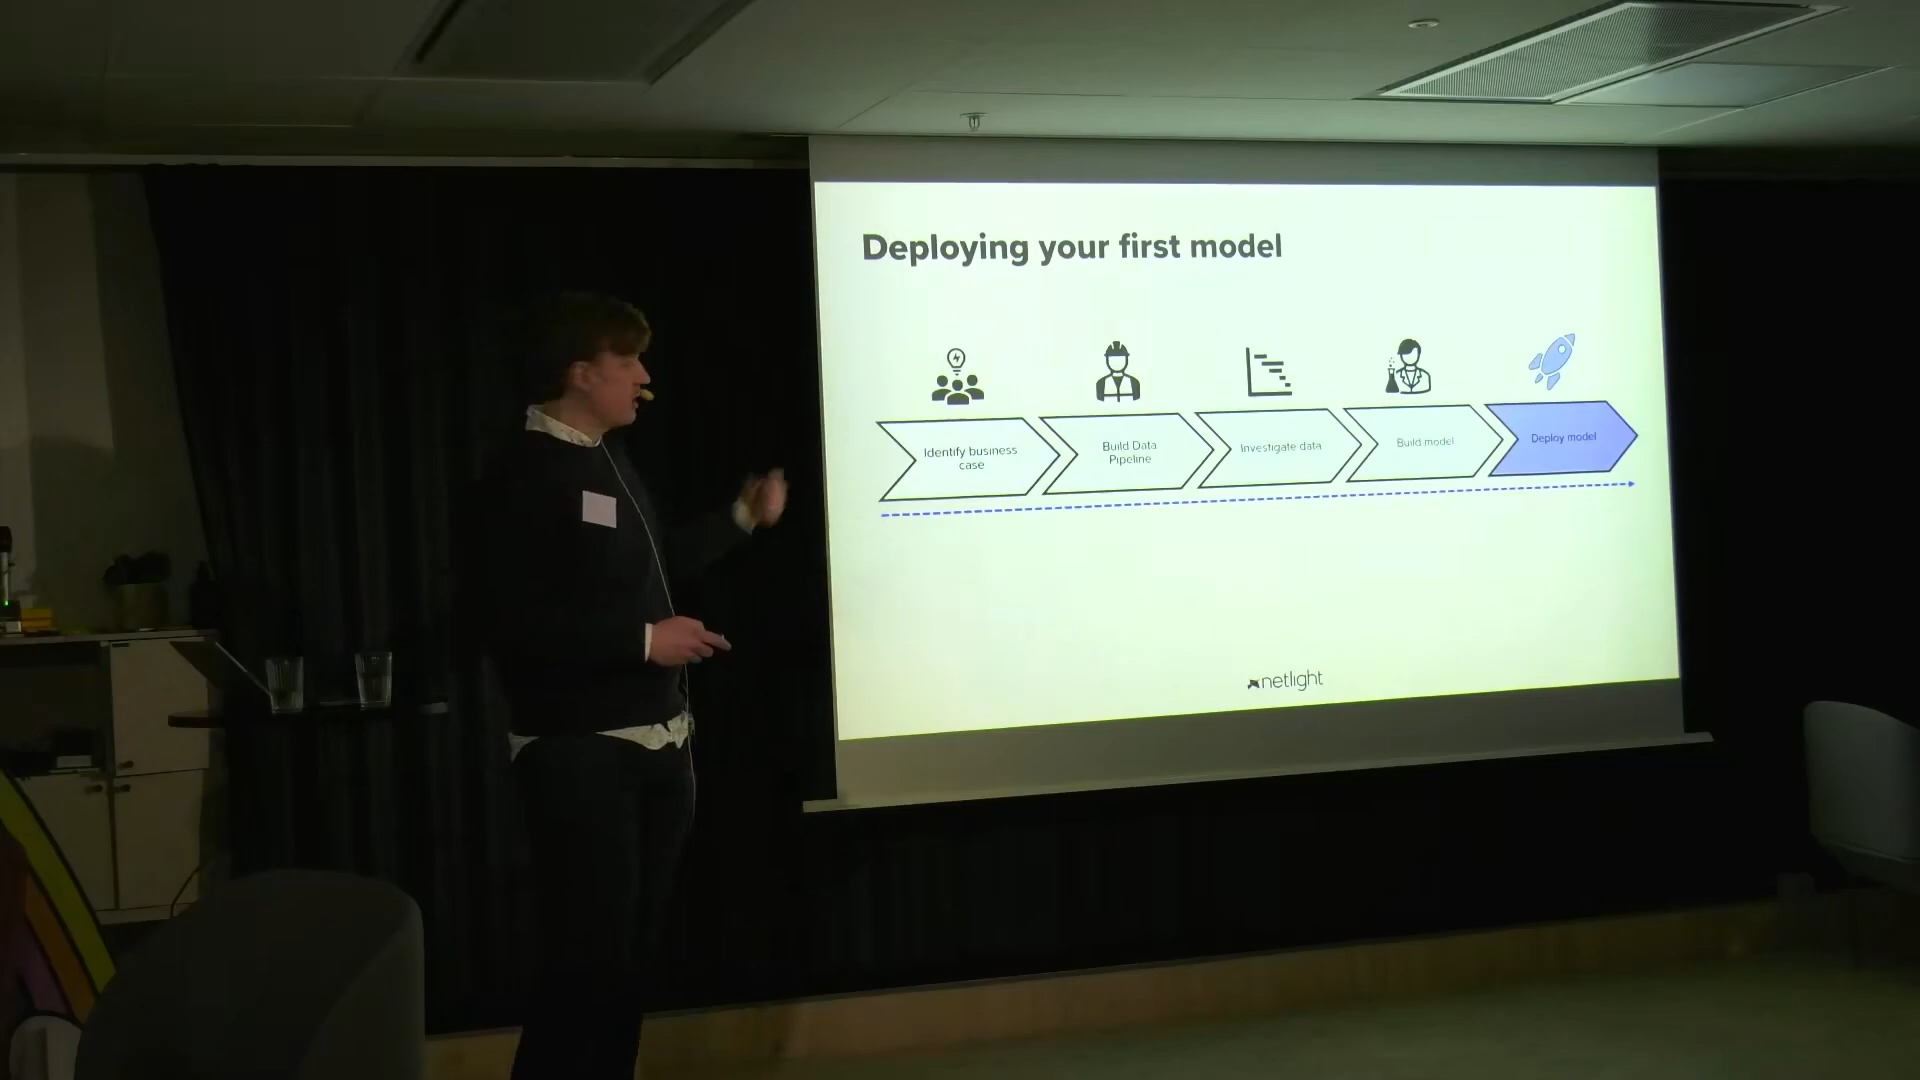 Deploying your first model
Identify business
case
Build Data
Pipeline
Investigate data
Build model
Deploy model
netlight